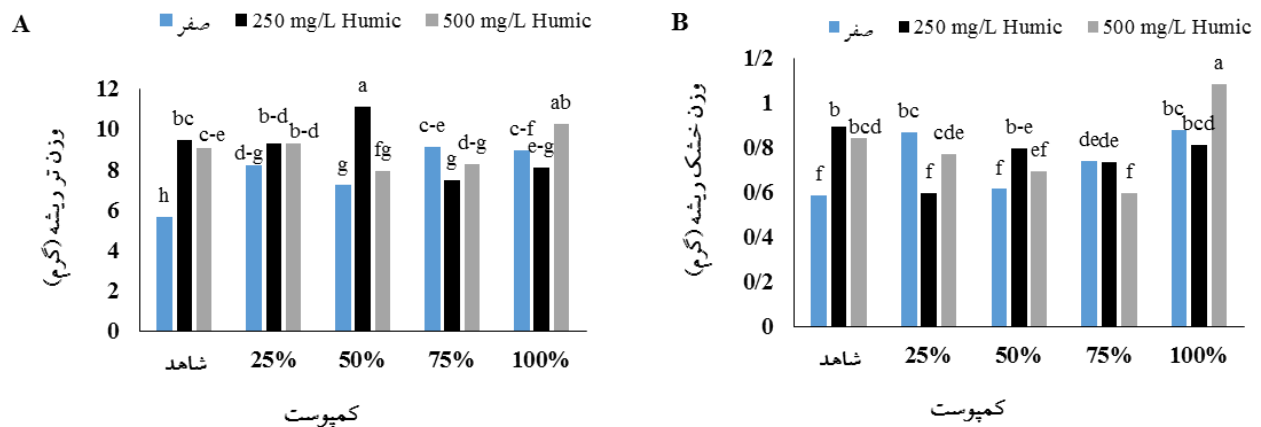 A
صفر 250 mg/L Humic 500 mg/L Humic
وزن تر ریشه (گرم)
12
10
8
6
4
2
0
h bc c-e
d-g b-d b-d
g a fg
c-e g d-g
c-f e-g ab
شاهد 25% 50% 75% 100%
کمپوست
B
صفر 250 mg/L Humic 500 mg/L Humic
وزن خشک ریشه (گرم)
1/2
1
0/8
0/6
0/4
0/2
0
f b bcd
bc f cde
f b-e ef
de de f
bc bcd a
شاهد 25% 50% 75% 100%
کمپوست